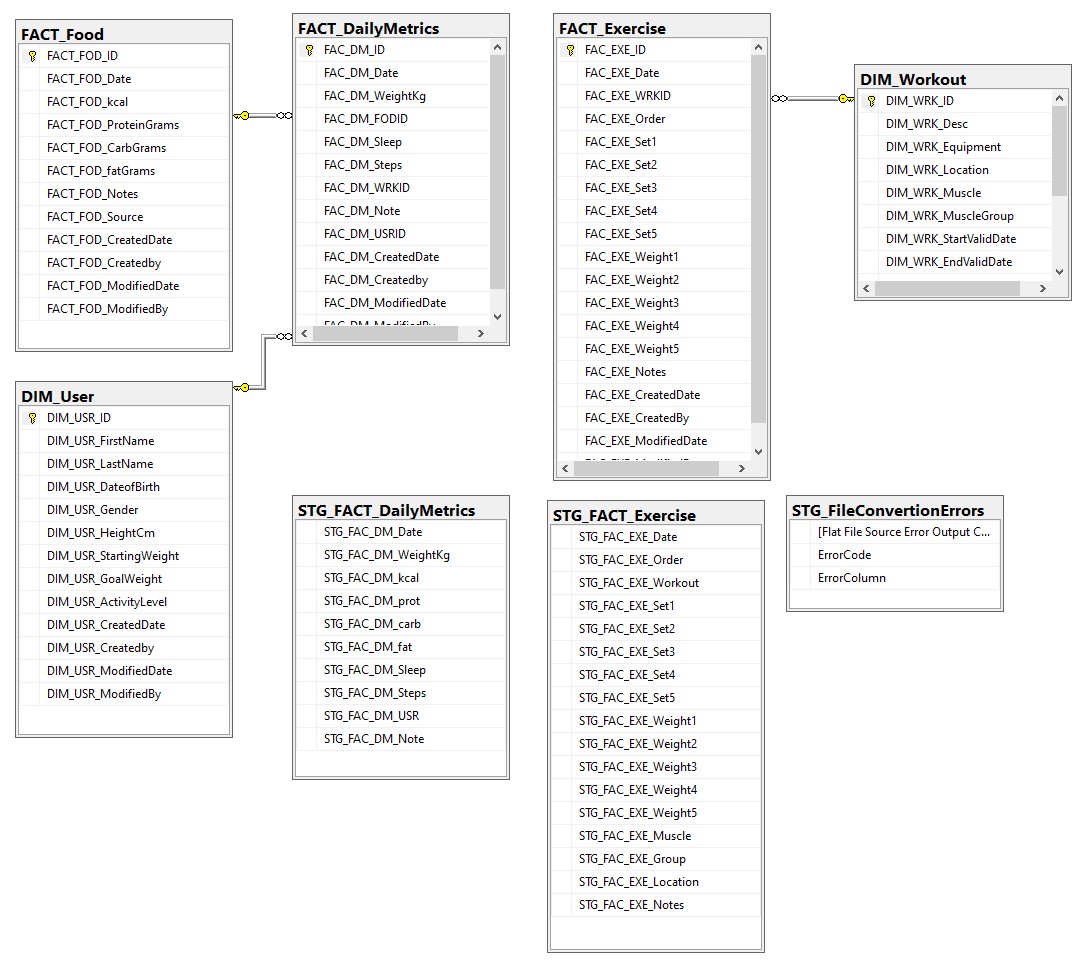 FACT_Food
FACT_FOD_ID
FACT_FOD_Date
FACT_FOD_kcal
FACT_FOD_ProteinGrams
FACT_FOD_CarbGrams
FACT_FOD_fatGrams
FACT_FOD_Notes
FACT_FOD_Source
FACT_FOD_CreatedDate
FACT_FOD_Createdby
FACT_FOD_ModifiedDate
FACT_FOD_ModifiedBy
FACT_DailyMetrics
FAC_DM_ID
FAC_DM_Date
FAC_DM_WeightKg
FAC_DM_FODID
FAC_DM_Sleep
FAC_DM_Steps
FAC_DM_WRKID
FAC_DM_Note
FAC_DM_USRID
FAC_DM_CreatedDate
FAC_DM_Createdby
FAC_DM_ModifiedDate
FAC_DM_ModifiedBy
FACT_Exercise
FAC_EXE_ID
FAC_EXE_Date
FAC_EXE_WRKID
FAC_EXE_Order
FAC_EXE_Set1
FAC_EXE_Set2
FAC_EXE_Set3
FAC_EXE_Set4
FAC_EXE_Set5
FAC_EXE_Weight1
FAC_EXE_Weight2
FAC_EXE_Weight3
FAC_EXE_Weight4
FAC_EXE_Weight5
FAC_EXE_Notes
FAC_EXE_CreatedDate
FAC_EXE_CreatedBy
FAC_EXE_ModifiedDate
DIM_Workout
DIM_WRK_ID
DIM_WRK_Desc
DIM_WRK_Equipment
DIM_WRK_Location
DIM_WRK_Muscle
DIM_WRK_MuscleGroup
DIM_WRK_StartValidDate
DIM_WRK_EndValidDate
DIM_User
DIM_USR_ID
DIM_USR_FirstName
DIM_USR_LastName
DIM_USR_DateofBirth
DIM_USR_Gender
DIM_USR_HeightCm
DIM_USR_StartingWeight
DIM_USR_GoalWeight
DIM_USR_ActivityLevel
DIM_USR_CreatedDate
DIM_USR_Createdby
DIM_USR_ModifiedDate
DIM_USR_ModifiedBy
STG_FACT_DailyMetrics
STG_FAC_DM_Date
STG_FAC_DM_WeightKg
STG_FAC_DM_kcal
STG_FAC_DM_prot
STG_FAC_DM_carb
STG_FAC_DM_fat
STG_FAC_DM_Sleep
STG_FAC_DM_Steps
STG_FAC_DM_USR
STG_FAC_DM_Note
STG_FACT_Exercise
STG_FAC_EXE_Date
STG_FAC_EXE_Order
STG_FAC_EXE_Workout
STG_FAC_EXE_Set1
STG_FAC_EXE_Set2
STG_FAC_EXE_Set3
STG_FAC_EXE_Set4
STG_FAC_EXE_Set5
STG_FAC_EXE_Weight1
STG_FAC_EXE_Weight2
STG_FAC_EXE_Weight3
STG_FAC_EXE_Weight4
STG_FAC_EXE_Weight5
STG_FAC_EXE_Muscle
STG_FAC_EXE_Group
STG_FAC_EXE_Location
STG_FAC_EXE_Notes
STG_FileConvertionErrors
[Flat File Source Error Output C...
ErrorCode
ErrorColumn